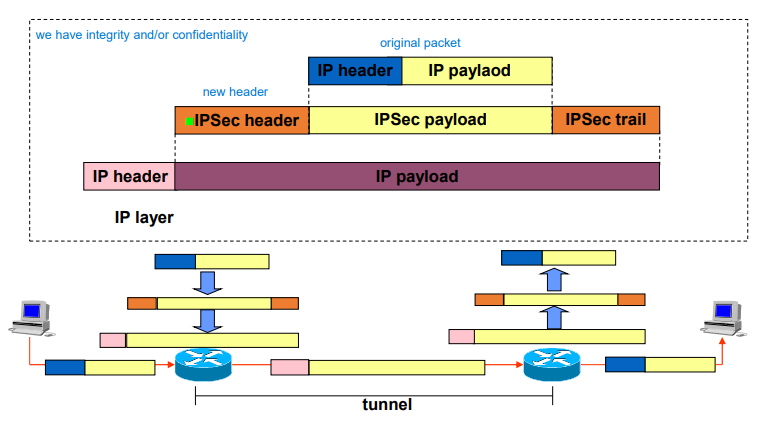 we have integrity and/or confidentiality
original packet
IP header IP paylaod
new header
IPSec header IPSec payload IPSec trail
IP header IP payload
IP layer
tunnel